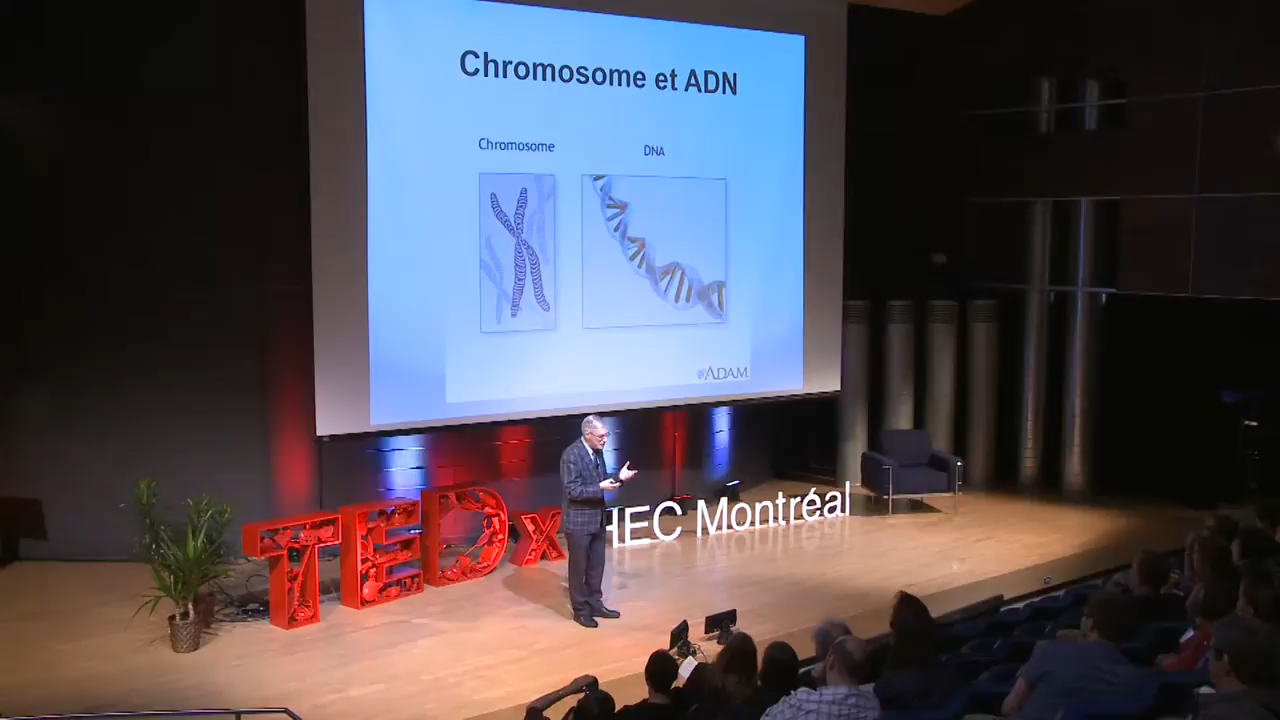 Chromosome et ADN
Chromosome
DNA
ADAM
TEDx HEC Montréal